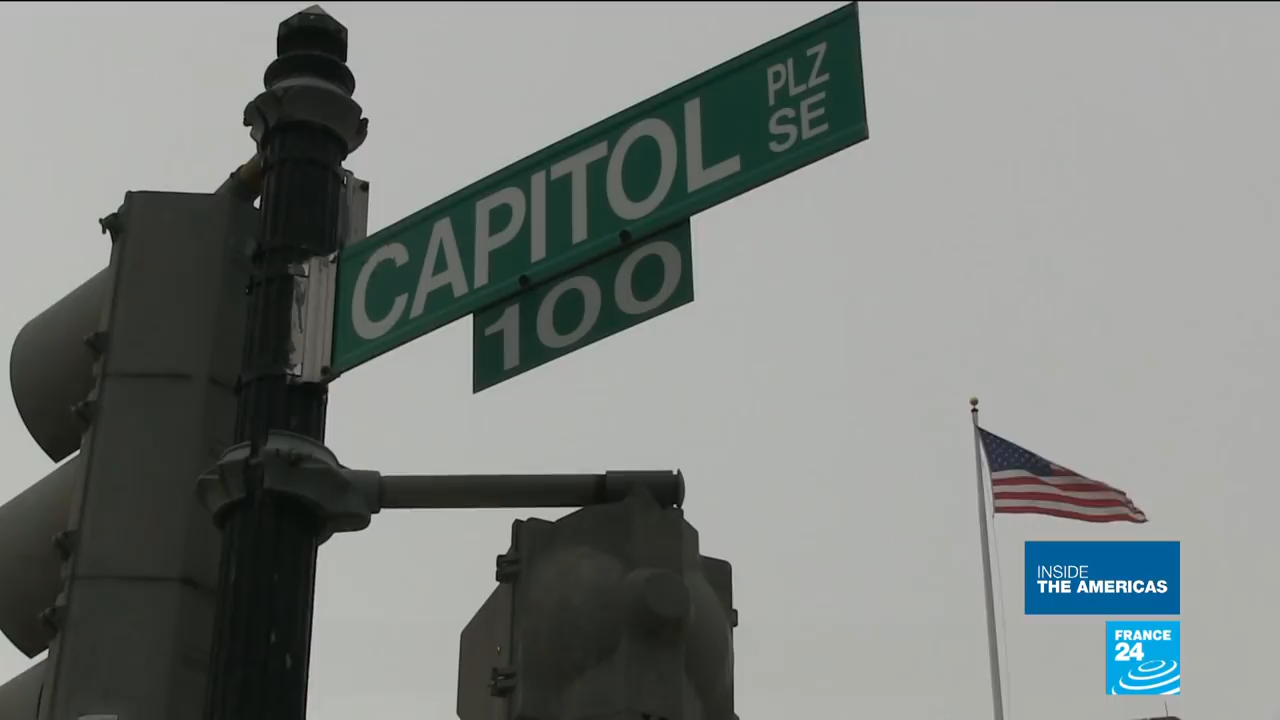 CAPITOL PLZ SE
100
INSIDE
THE AMERICAS
FRANCE
24